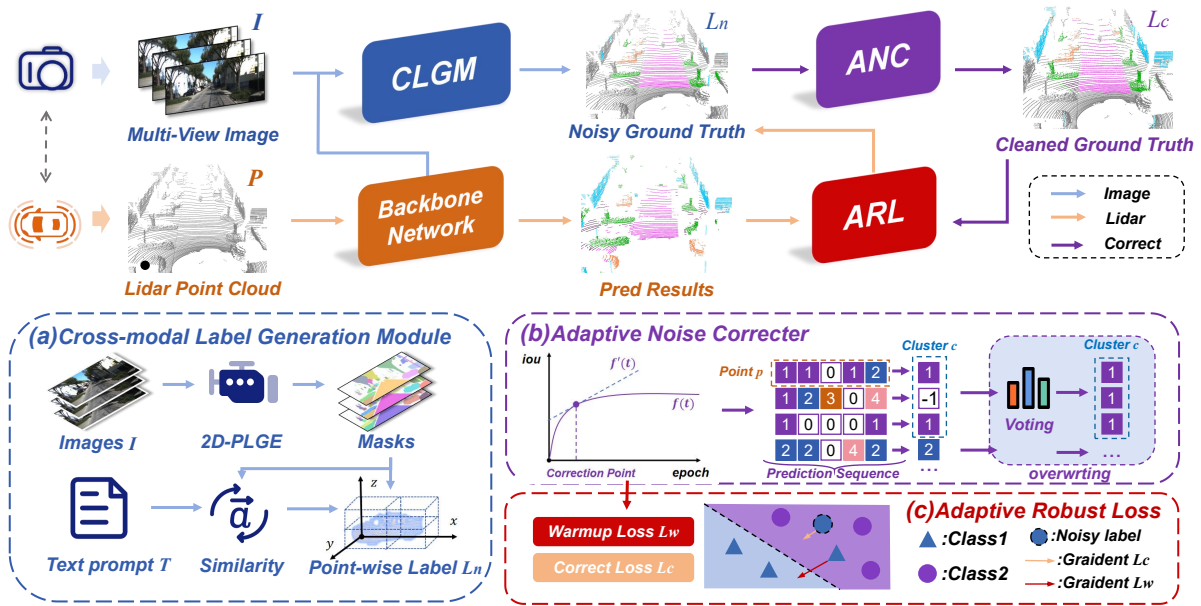 I
Multi-View Image
CLGM
Ln
Noisy Ground Truth
ANC
Lc
Cleaned Ground Truth
P
Lidar Point Cloud
Backbone
Network
Pred Results
ARL
Image
Lidar
Correct
(a)Cross-modal Label Generation Module
Images I
2D-PLGE
Masks
Text prompt T
a
Similarity
z
x
y
Point-wise Label Ln
(b)Adaptive Noise Correcter
iou
f'(t)
f(t)
Correction Point
epoch
Point p
1 1 0 1 2
1 2 3 0 4
1 0 0 0 1
2 2 0 4 2
Prediction Sequence
Cluster c
1
-1
1
2
...
Voting
Cluster c
1
1
1
...
overwrting
Warmup Loss Lw
Correct Loss Lc
(c)Adaptive Robust Loss
:Class1
:Class2
:Noisy label
:Graident Lc
:Graident Lw